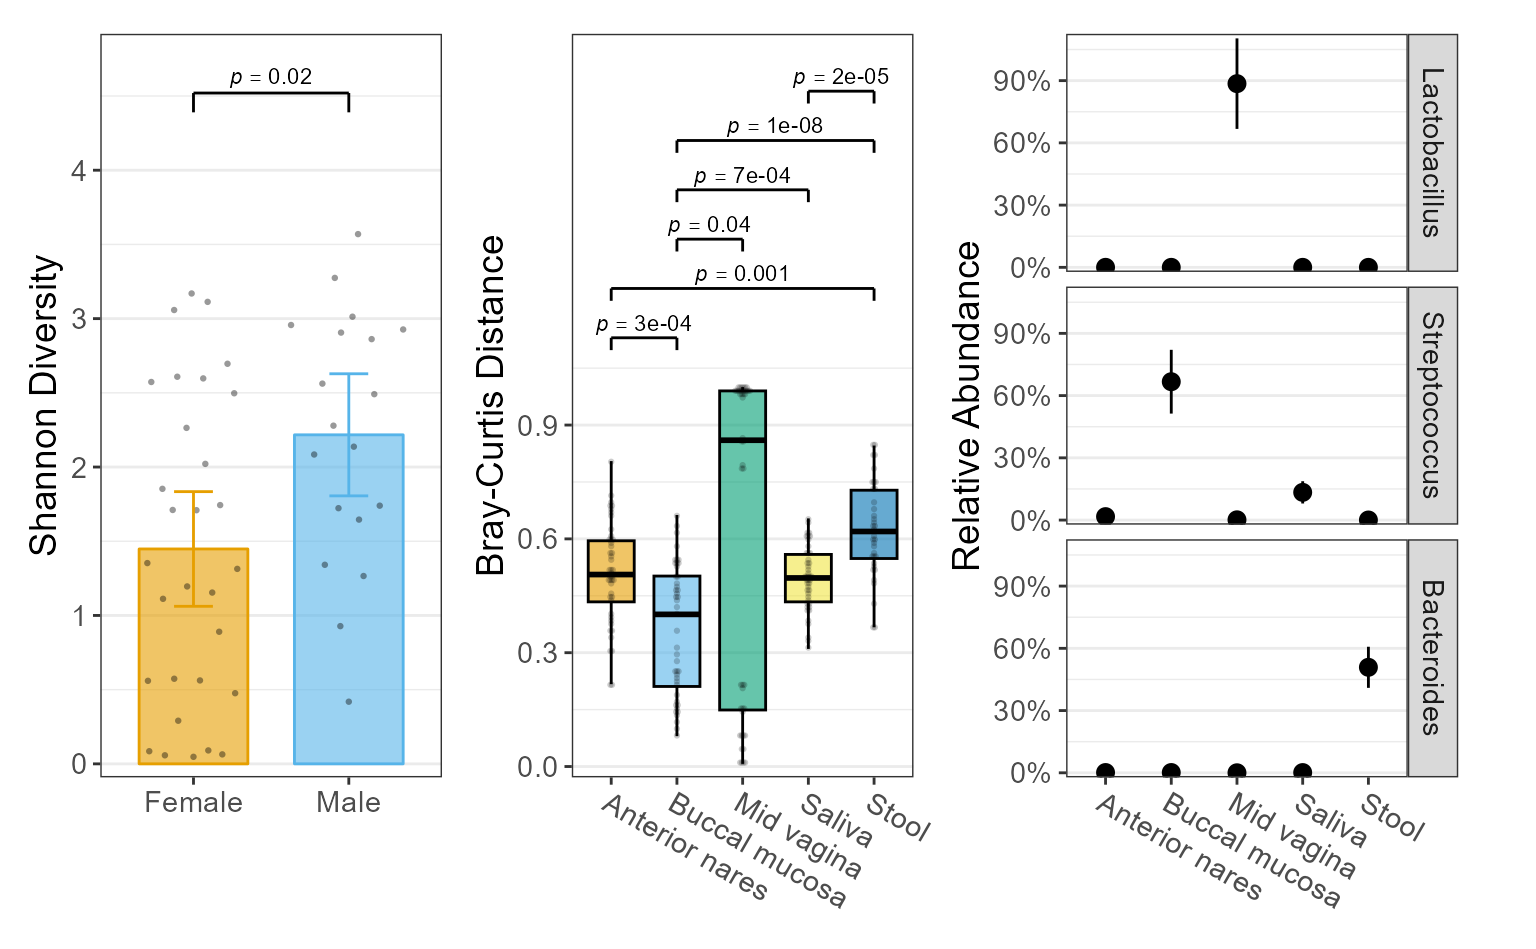 Shannon Diversity
p = 0.02
4
3
2
1
0
Female
Male
Bray-Curtis Distance
p = 2e-05
p = 1e-08
p = 7e-04
p = 0.04
p = 0.001
p = 3e-04
0.9
0.6
0.3
0.0
Anterior nares
Buccal mucosa
Mid vagina
Saliva
Stool
Relative Abundance
90%
60%
30%
0%
Lactobacillus
90%
60%
30%
0%
Streptococcus
90%
60%
30%
0%
Bacteroides
Anterior nares
Buccal mucosa
Mid vagina
Saliva
Stool